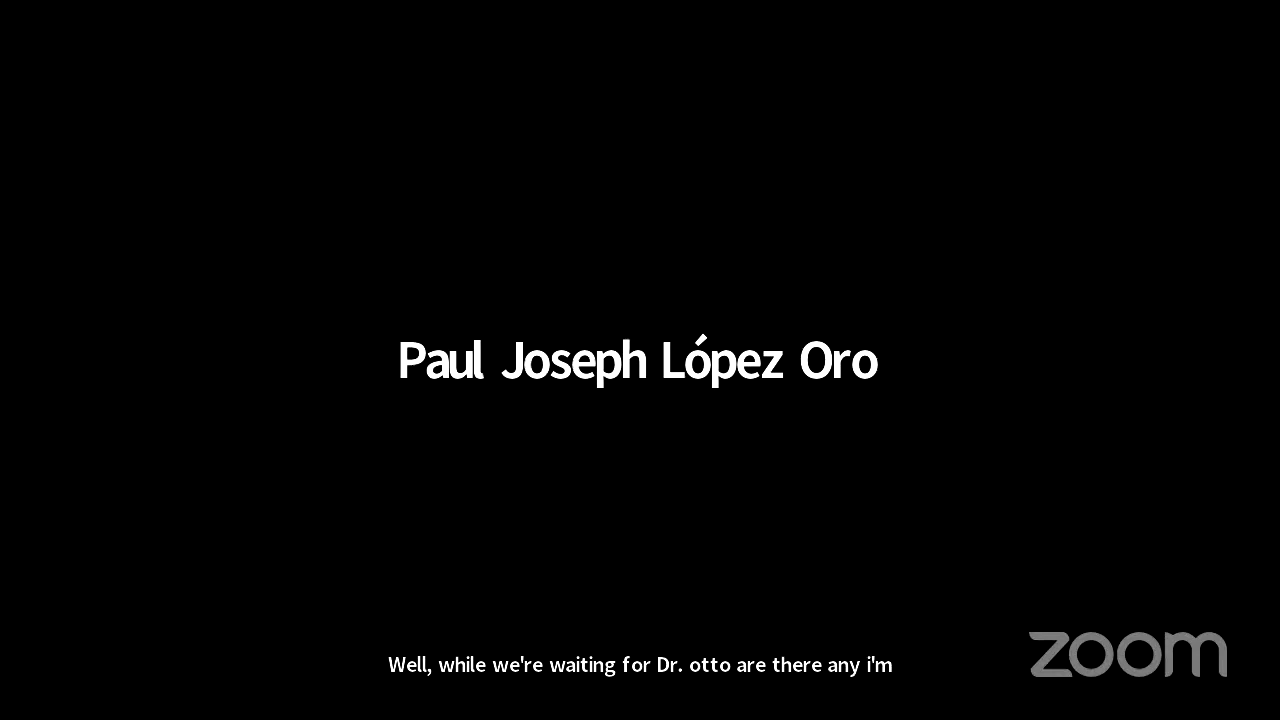 Paul Joseph López Oro
Well, while we're waiting for Dr. otto are there any i'm
zoom